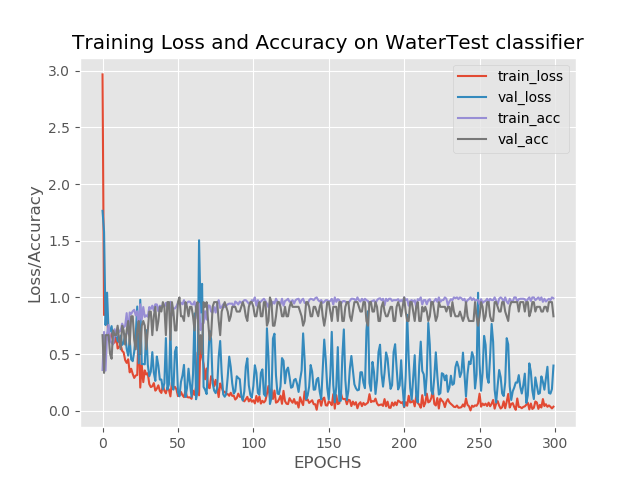 Training Loss and Accuracy on WaterTest classifier
3.0
2.5
2.0
1.5
1.0
0.5
0.0
Loss/Accuracy
train_loss
val_loss
train_acc
val_acc
0 50 100 150 200 250 300
EPOCHS